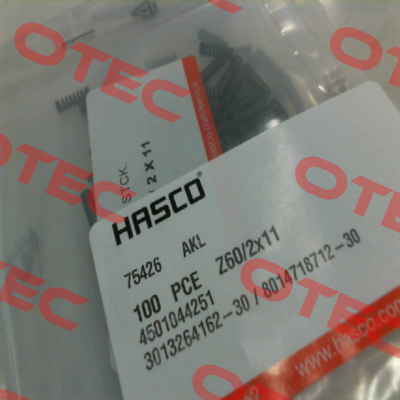 OTEC
OTEC
OTEC
OTEC
OTEC
STCK.
2 X 11
HASCO®
75426 AKL
100 PCE Z60/2x11
4501044251
3013264162-30 / 8014718712-30
www.hasco.com